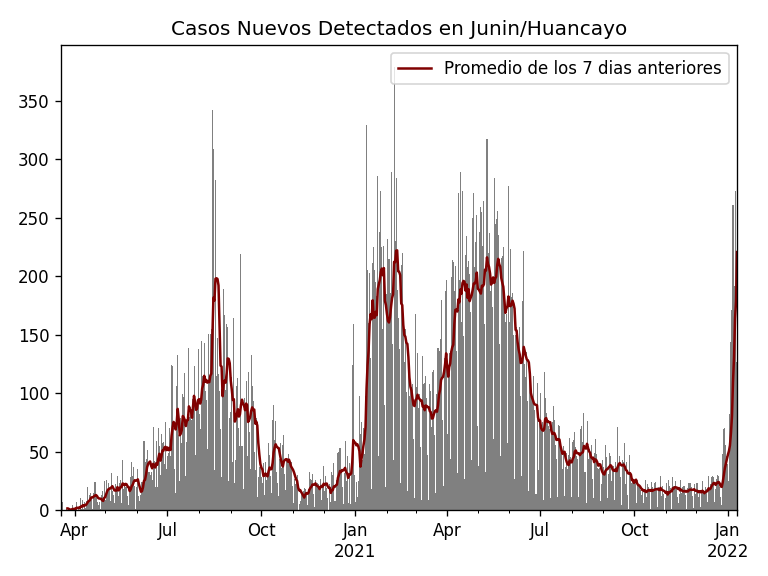 Casos Nuevos Detectados en Junin/Huancayo
Promedio de los 7 dias anteriores
350
300
250
200
150
100
50
0
Apr
Jul
Oct
Jan
2021
Apr
Jul
Oct
Jan
2022